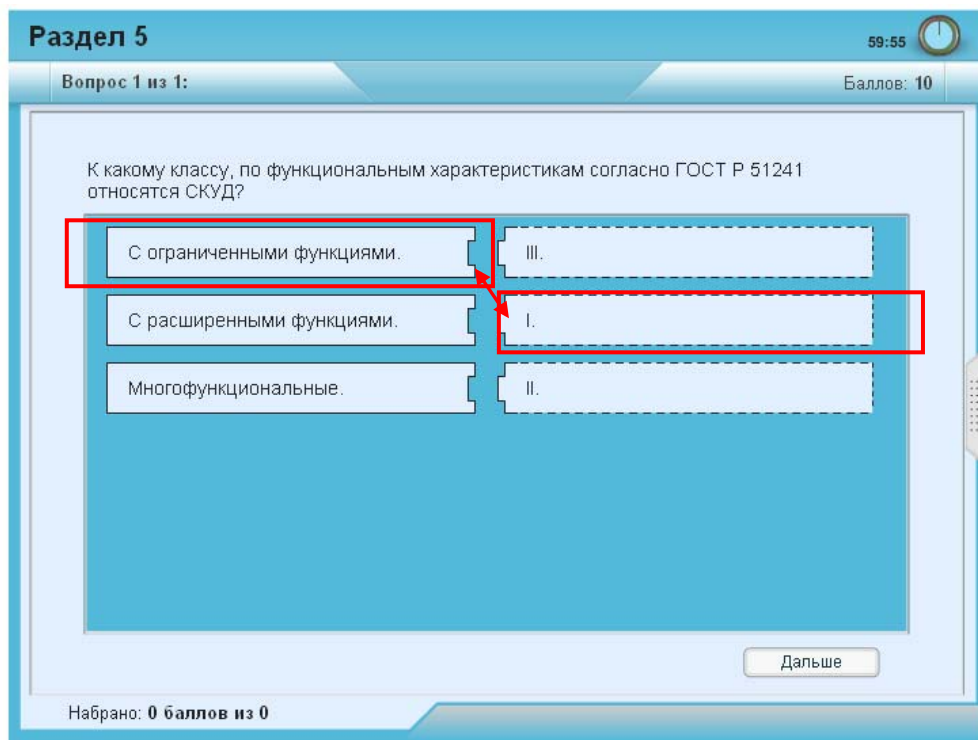 Раздел 5
59:55
Вопрос 1 из 1:
Баллов: 10
К какому классу, по функциональным характеристикам согласно ГОСТ Р 51241
относятся СКУД?
С ограниченными функциями.
III.
С расширенными функциями.
I.
Многофункциональные.
II.
Дальше
Набрано: 0 баллов из 0